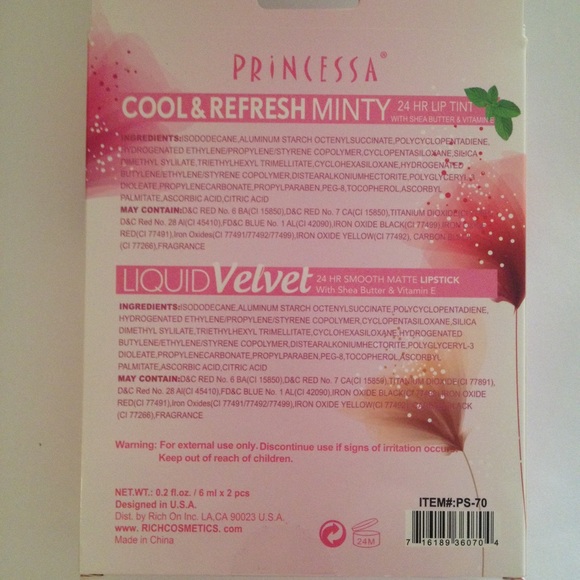 PRiNCESSA®
COOL & REFRESH MINTY 24 HR LIP TINT
WITH SHEA BUTTER & VITAMIN E
INGREDIENTS:ISODODECANE,ALUMINUM STARCH OCTENYLSUCCINATE,POLYCYCLOPENTADIENE,
HYDROGENATED ETHYLENE/PROPYLENE/STYRENE COPOLYMER,CYCLOPENTASILOXANE,SILICA
DIMETHYL SYLILATE,TRIETHYLHEXYL TRIMELLITATE,CYCLOHEXASILOXANE,HYDROGENATED
BUTYLENE/ETHYLENE/STYRENE COPOLYMER,DISTEARALKONIUMHECTORITE,POLYGLYCERYL-3
DIOLEATE,PROPYLENECARBONATE,PROPYLPARABEN,PEG-8,TOCOPHEROL,ASCORBYL
PALMITATE,ASCORBIC ACID,CITRIC ACID
MAY CONTAIN:D&C RED No. 6 BA(CI 15850),D&C RED No. 7 CA(CI 15850),TITANIUM DIOXIDE
D&C Red No. 28 Al(CI 45410),FD&C BLUE No. 1 AL(CI 42090),IRON OXIDE BLACK(CI 77499),IRON
RED(CI 77491),Iron Oxides(CI 77491/77492/77499),IRON OXIDE YELLOW(CI 77492), CARBON
(CI 77266),FRAGRANCE
LIQUID Velvet 24 HR SMOOTH MATTE LIPSTICK
With Shea Butter & Vitamin E
INGREDIENTS:ISODODECANE,ALUMINUM STARCH OCTENYLSUCCINATE,POLYCYCLOPENTADIENE,
HYDROGENATED ETHYLENE/PROPYLENE/STYRENE COPOLYMER,CYCLOPENTASILOXANE,SILICA
DIMETHYL SYLILATE,TRIETHYLHEXYL TRIMELLITATE,CYCLOHEXASILOXANE,HYDROGENATED
BUTYLENE/ETHYLENE/STYRENE COPOLYMER,DISTEARALKONIUMHECTORITE,POLYGLYCERYL-3
DIOLEATE,PROPYLENECARBONATE,PROPYLPARABEN,PEG-8,TOCOPHEROL,ASCORBYL
PALMITATE,ASCORBIC ACID,CITRIC ACID
MAY CONTAIN:D&C RED No. 6 BA(CI 15850),D&C RED No. 7 CA(CI 15850),TITANIUM DIOXIDE(CI 77891),
D&C Red No. 28 Al(CI 45410),FD&C BLUE No. 1 AL(CI 42090),IRON OXIDE BLACK(CI 77499),IRON OXIDE
RED(CI 77491),Iron Oxides(CI 77491/77492/77499),IRON OXIDE YELLOW(CI 77492), BLACK
(CI 77266),FRAGRANCE
Warning: For external use only. Discontinue use if signs of irritation occur.
Keep out of reach of children.
NET.WT.: 0.2 fl.oz. / 6 ml x 2 pcs
Designed in U.S.A.
Dist. by Rich On Inc. LA,CA 90023 U.S.A.
WWW.RICHCOSMETICS.COM
Made in China
24M
ITEM#:PS-70
7 16189 36070 4